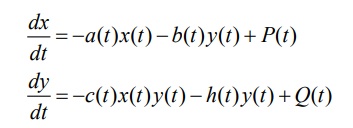 dx/dt = -a(t)x(t) - b(t)y(t) + P(t)
dy/dt = -c(t)x(t)y(t) - h(t)y(t) + Q(t)